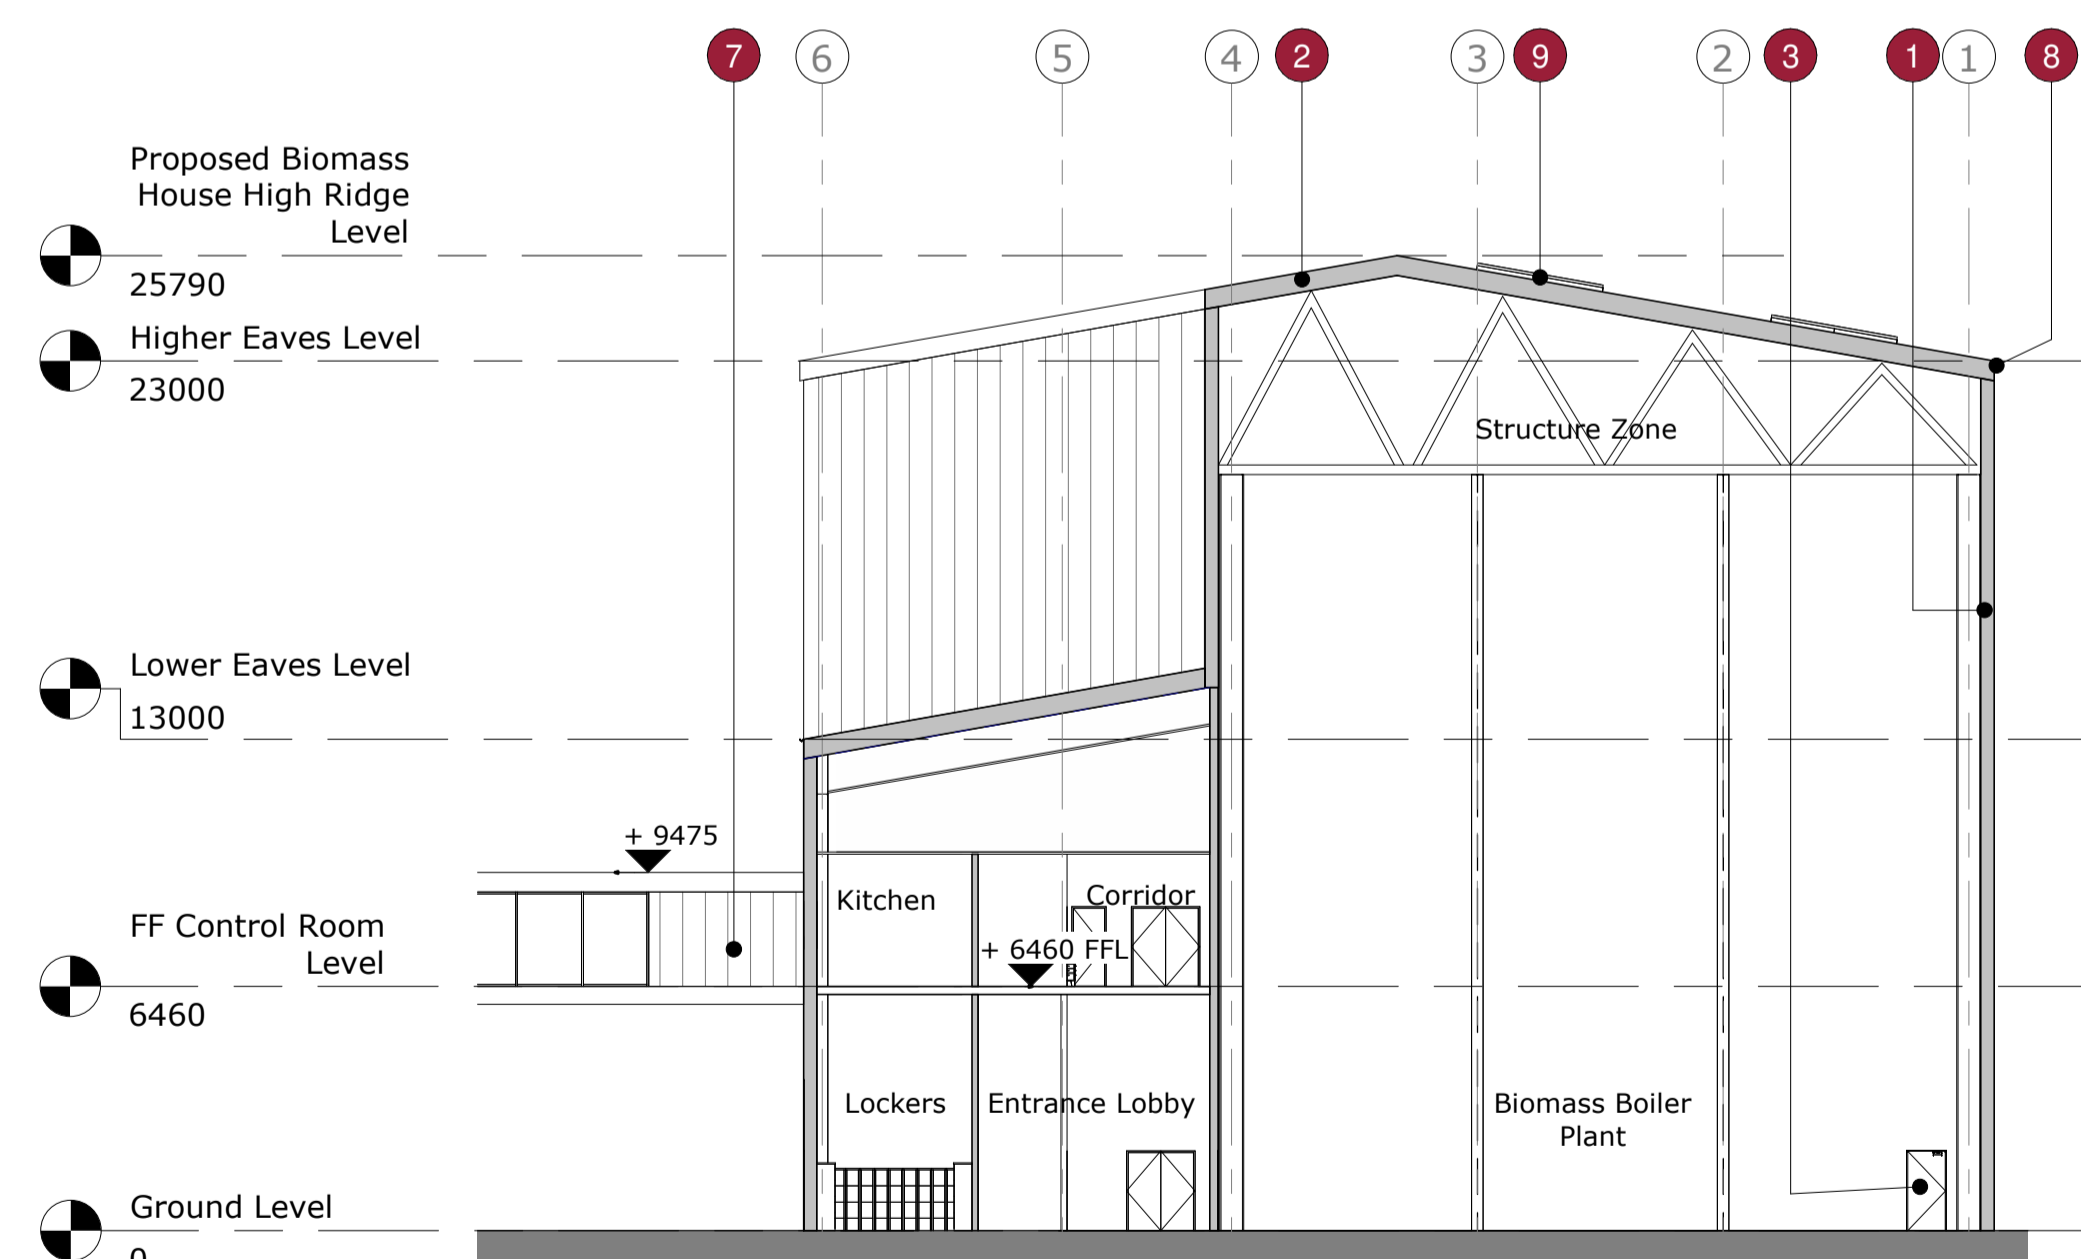 7 6 5 4 2 3 9 2 3 1 1 8
Proposed Biomass
House High Ridge
Level
25790
Higher Eaves Level
23000
Structure Zone
Lower Eaves Level
13000
+ 9475
Kitchen
Corridor
FF Control Room
Level
+ 6460 FFL
6460
Lockers
Entrance Lobby
Biomass Boiler
Plant
Ground Level
0